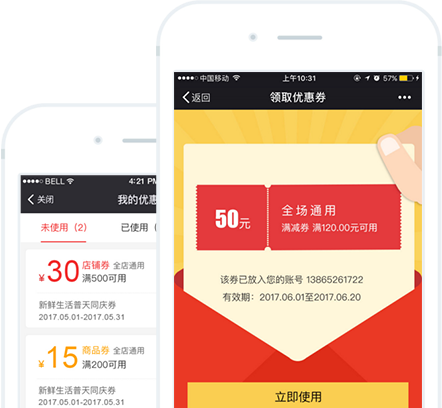 中国移动 上午10:31 57%
返回 领取优惠券
50元
全场通用
满减券 满120.00元可用
该券已放入您的账号 13865261722
有效期：2017.06.01至2017.06.20
立即使用
BELL 4:21 PM
关闭 我的优惠
未使用（2） 已使用（
¥30 店铺券 全店通用
满500可用
新鲜生活普天同庆券
2017.05.01-2017.05.31
¥15 商品券 全店通用
满200可用
新鲜生活普天同庆券
2017.05.01-2017.05.31